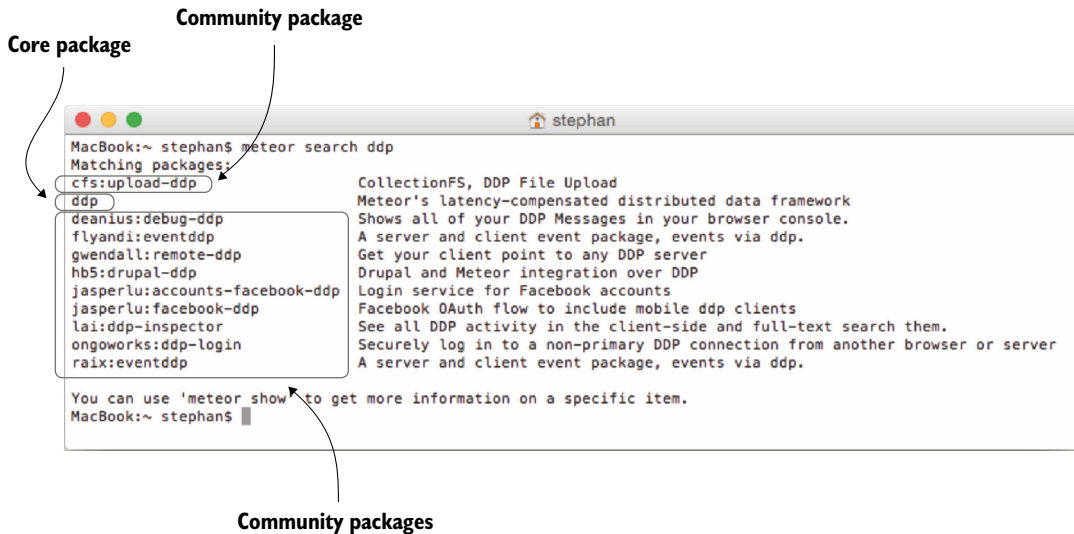 Community package
Core package
stephan
MacBook:~ stephan$ meteor search ddp
Matching packages:
cfs:upload-ddp CollectionFS, DDP File Upload
ddp Meteor's latency-compensated distributed data framework
deanius:debug-ddp Shows all of your DDP Messages in your browser console.
flyandi:eventddp A server and client event package, events via ddp.
gwendall:remote-ddp Get your client point to any DDP server
hb5:drupal-ddp Drupal and Meteor integration over DDP
jasperlu:accounts-facebook-ddp Login service for Facebook accounts
jasperlu:facebook-ddp Facebook OAuth flow to include mobile ddp clients
lai:ddp-inspector See all DDP activity in the client-side and full-text search them.
ongoworks:ddp-login Securely log in to a non-primary DDP connection from another browser or server
raix:eventddp A server and client event package, events via ddp.
You can use 'meteor show' to get more information on a specific item.
MacBook:~ stephan$
Community packages